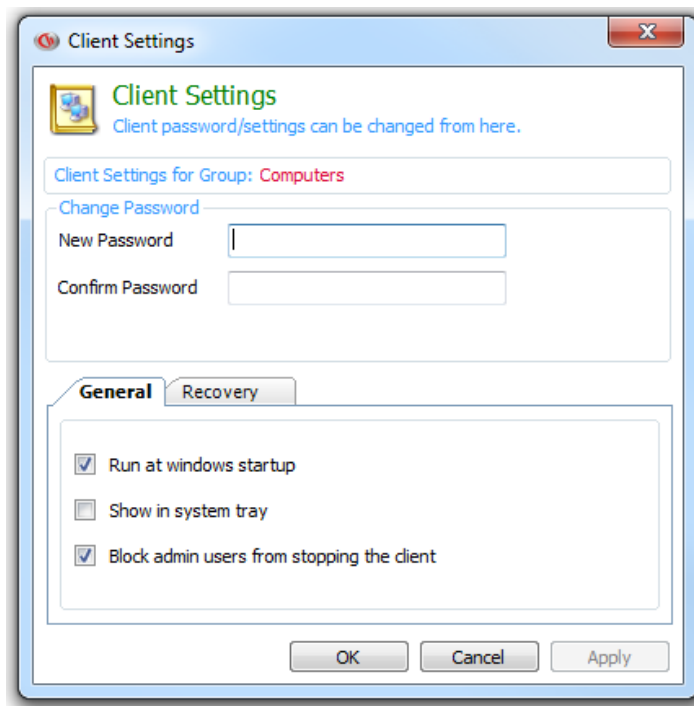 Client Settings
Client Settings
Client password/settings can be changed from here.
Client Settings for Group: Computers
Change Password
New Password
Confirm Password
General Recovery
Run at windows startup
Show in system tray
Block admin users from stopping the client
OK Cancel Apply